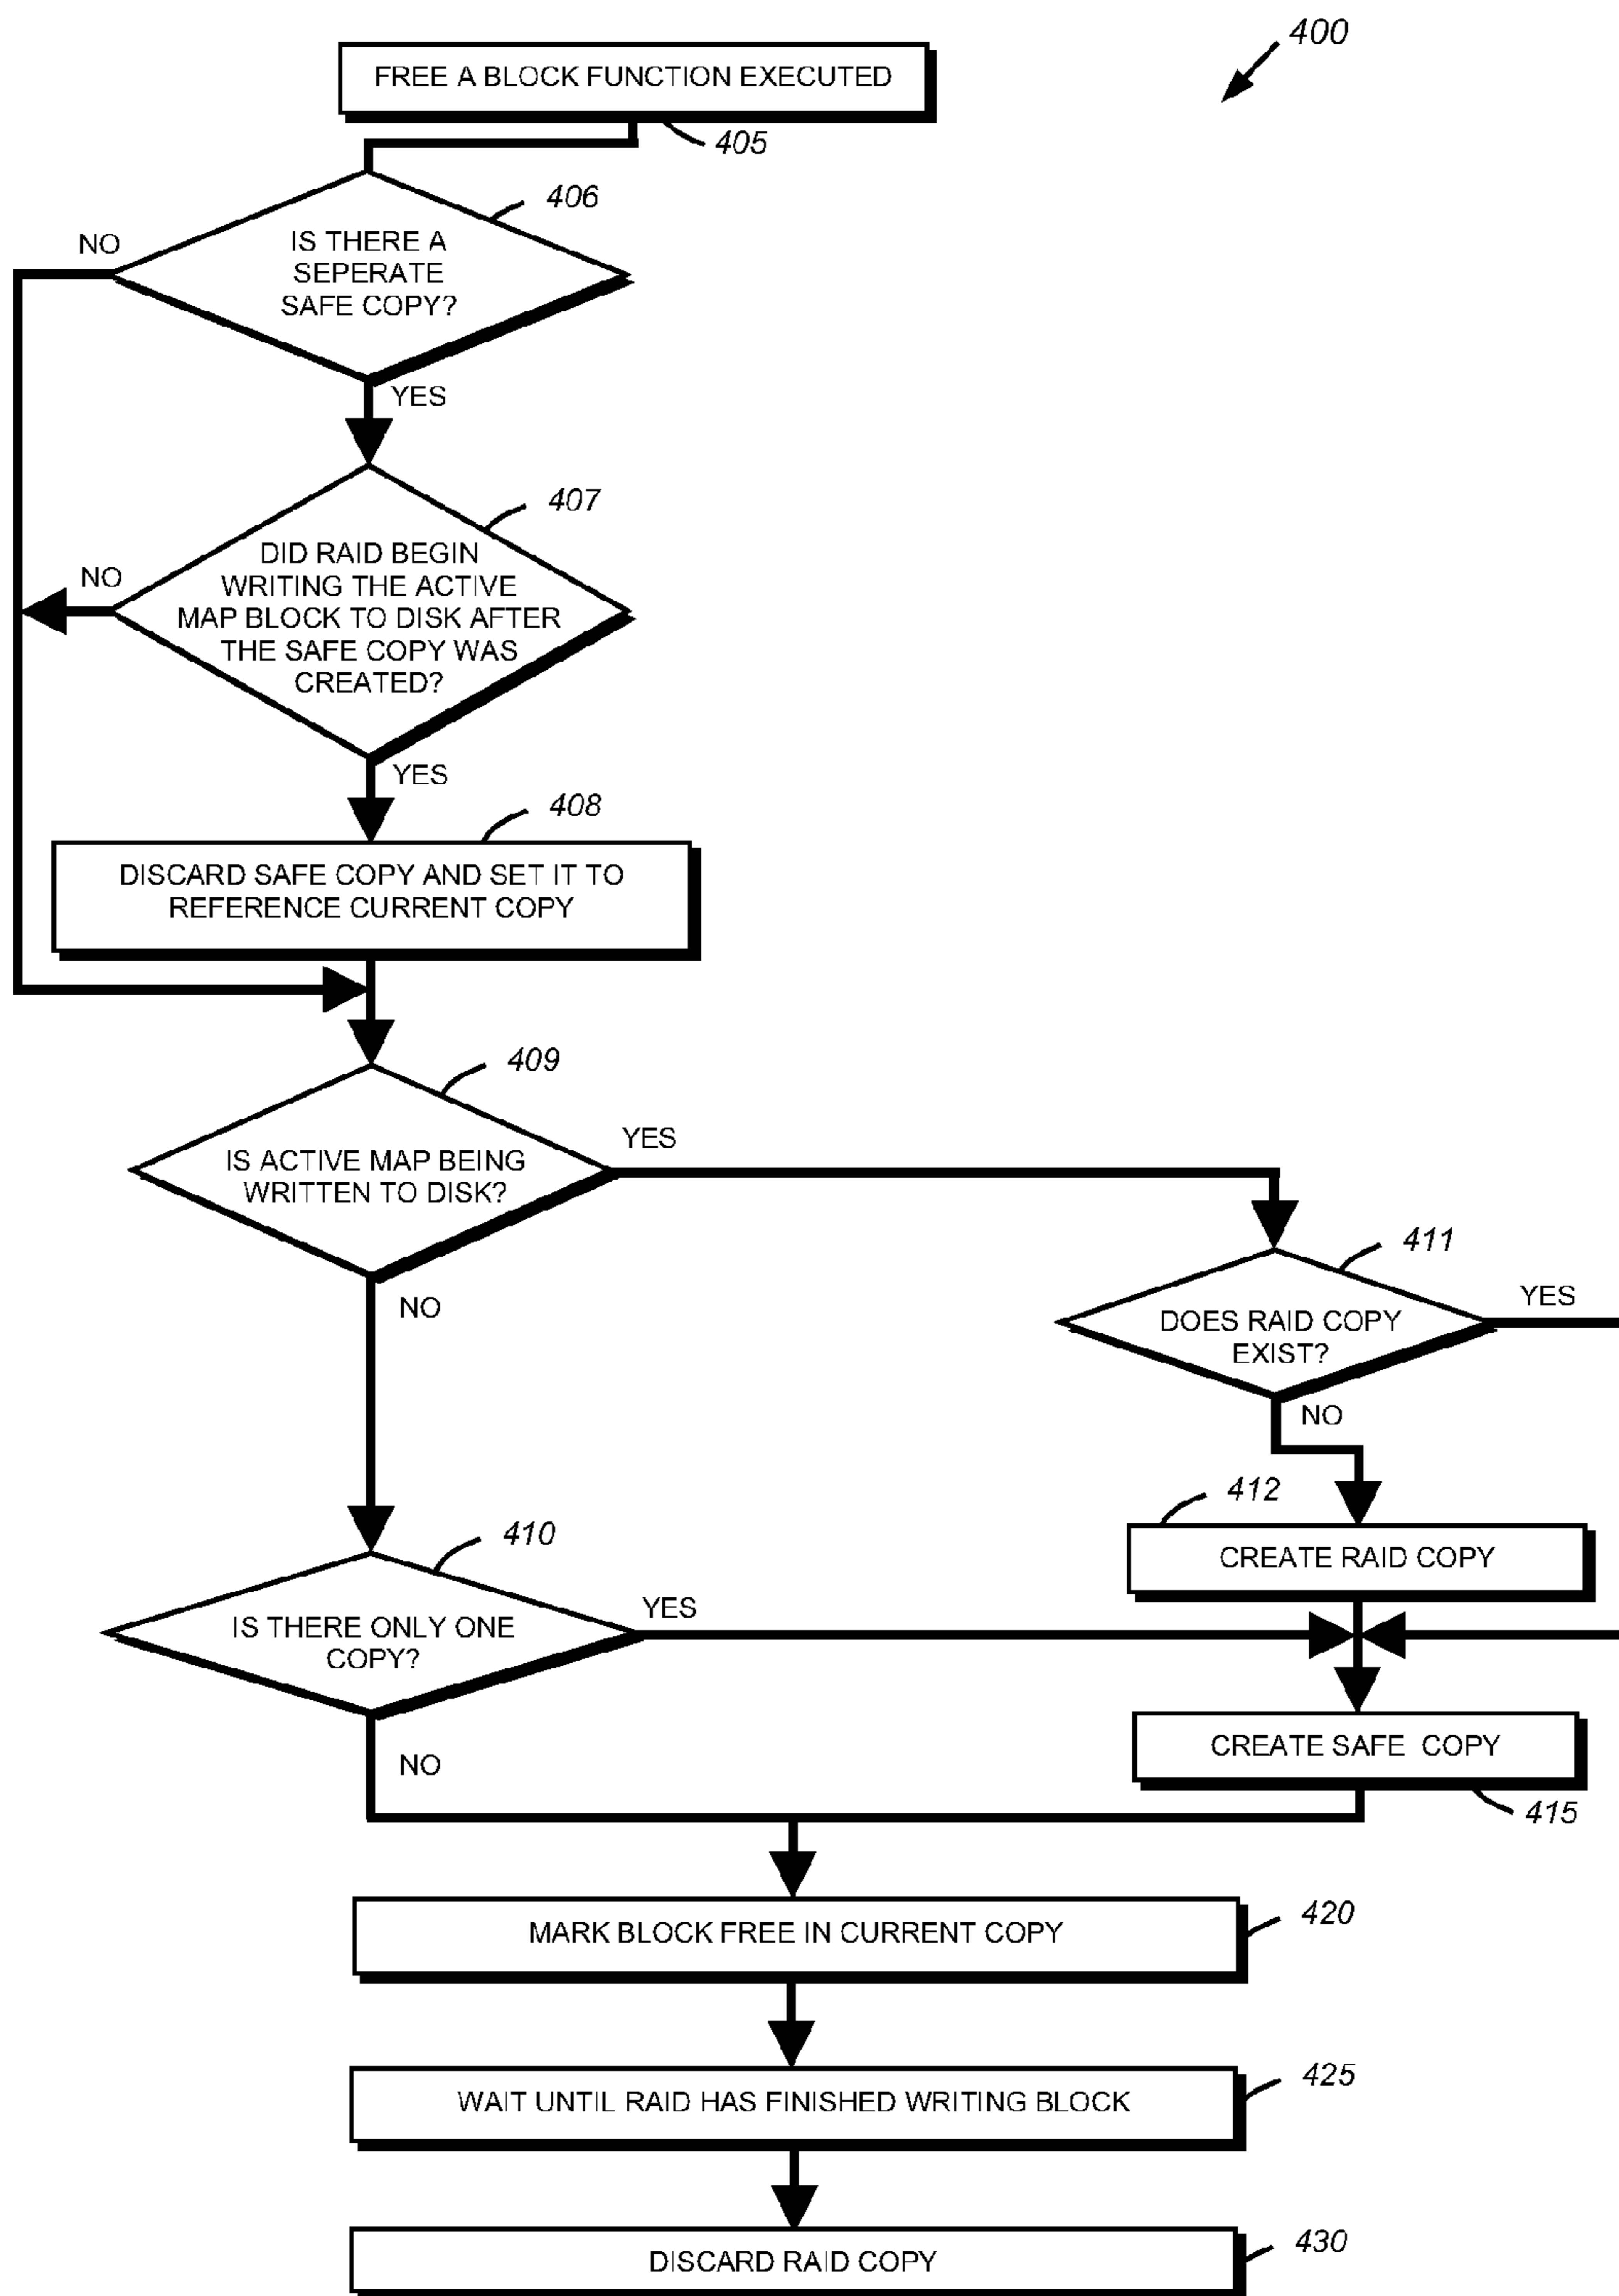 400
FREE A BLOCK FUNCTION EXECUTED
405
406
IS THERE A
SEPERATE
SAFE COPY?
NO
YES
407
DID RAID BEGIN
WRITING THE ACTIVE
MAP BLOCK TO DISK AFTER
THE SAFE COPY WAS
CREATED?
NO
YES
408
DISCARD SAFE COPY AND SET IT TO
REFERENCE CURRENT COPY
409
IS ACTIVE MAP BEING
WRITTEN TO DISK?
YES
NO
411
DOES RAID COPY
EXIST?
YES
NO
412
CREATE RAID COPY
410
IS THERE ONLY ONE
COPY?
YES
NO
CREATE SAFE COPY
415
MARK BLOCK FREE IN CURRENT COPY
420
WAIT UNTIL RAID HAS FINISHED WRITING BLOCK
425
DISCARD RAID COPY
430